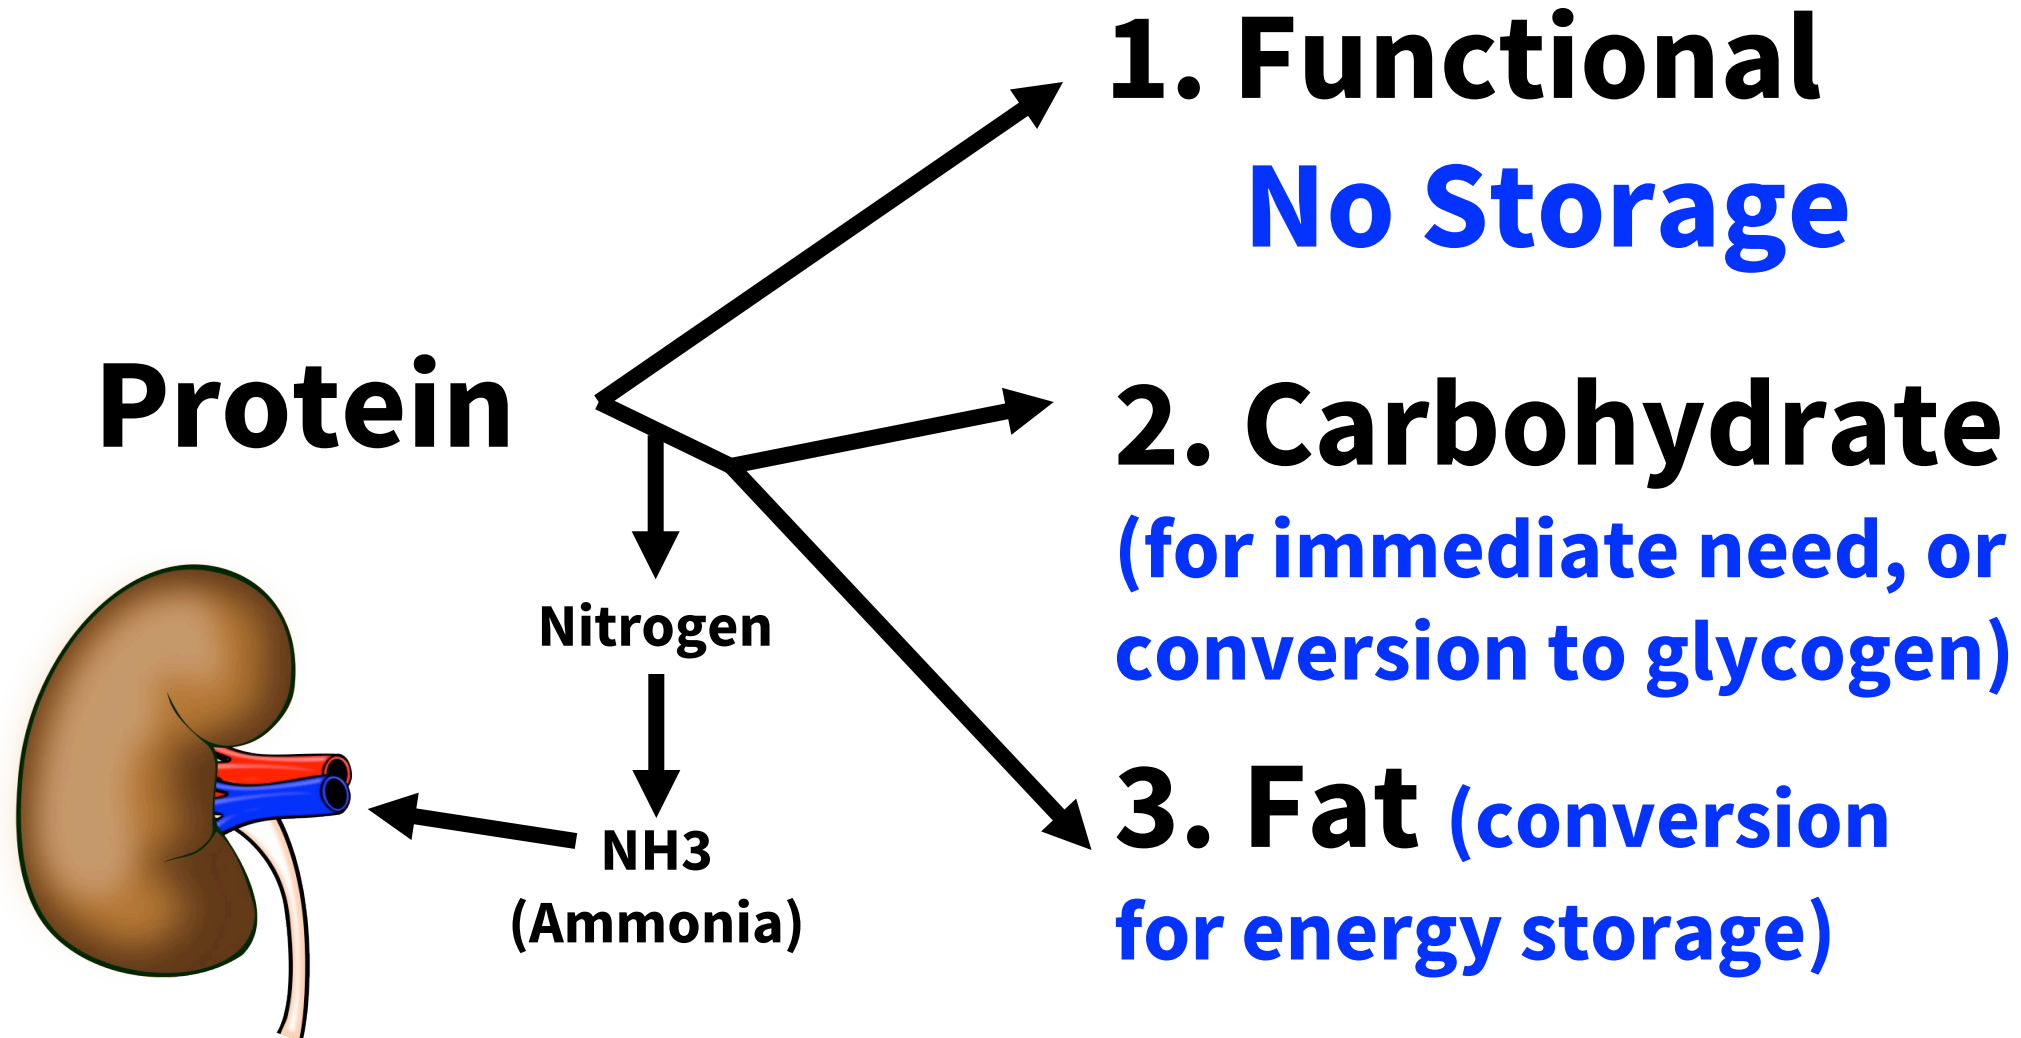 1. Functional
No Storage
Protein
2. Carbohydrate
(for immediate need, or
conversion to glycogen)
Nitrogen
3. Fat (conversion
for energy storage)
NH3
(Ammonia)